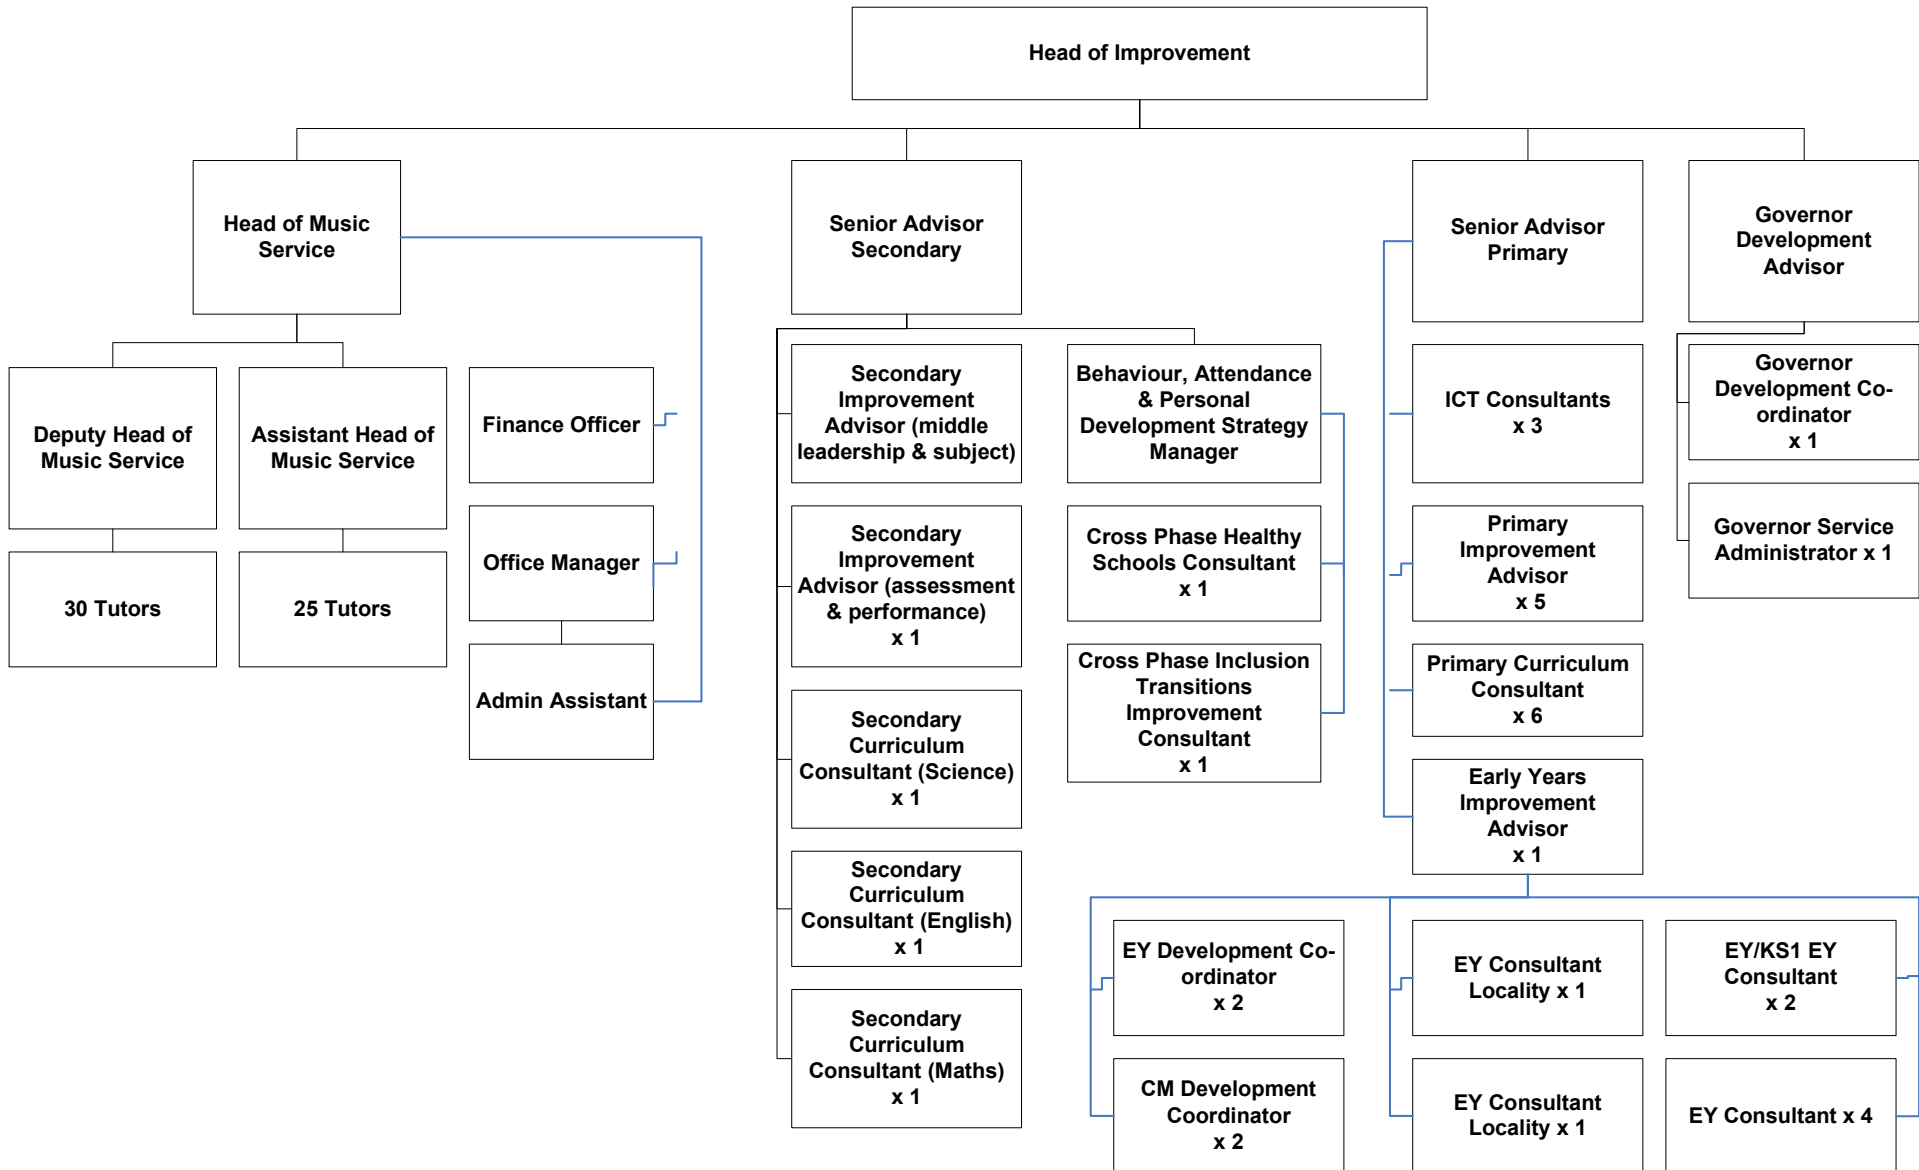 Head of Improvement
Head of Music
Service
Senior Advisor
Secondary
Senior Advisor
Primary
Governor
Development
Advisor
Deputy Head of
Music Service
Assistant Head of
Music Service
30 Tutors
25 Tutors
Finance Officer
Office Manager
Admin Assistant
Secondary
Improvement
Advisor (middle
leadership & subject)
Secondary
Improvement
Advisor (assessment
& performance)
x 1
Secondary
Curriculum
Consultant (Science)
x 1
Secondary
Curriculum
Consultant (English)
x 1
Secondary
Curriculum
Consultant (Maths)
x 1
Behaviour, Attendance
& Personal
Development Strategy
Manager
Cross Phase Healthy
Schools Consultant
x 1
Cross Phase Inclusion
Transitions
Improvement
Consultant
x 1
ICT Consultants
x 3
Primary
Improvement
Advisor
x 5
Primary Curriculum
Consultant
x 6
Early Years
Improvement
Advisor
x 1
Governor
Development Co-
ordinator
x 1
Governor Service
Administrator x 1
EY Development Co-
ordinator
x 2
EY Consultant
Locality x 1
EY/KS1 EY
Consultant
x 2
CM Development
Coordinator
x 2
EY Consultant
Locality x 1
EY Consultant x 4